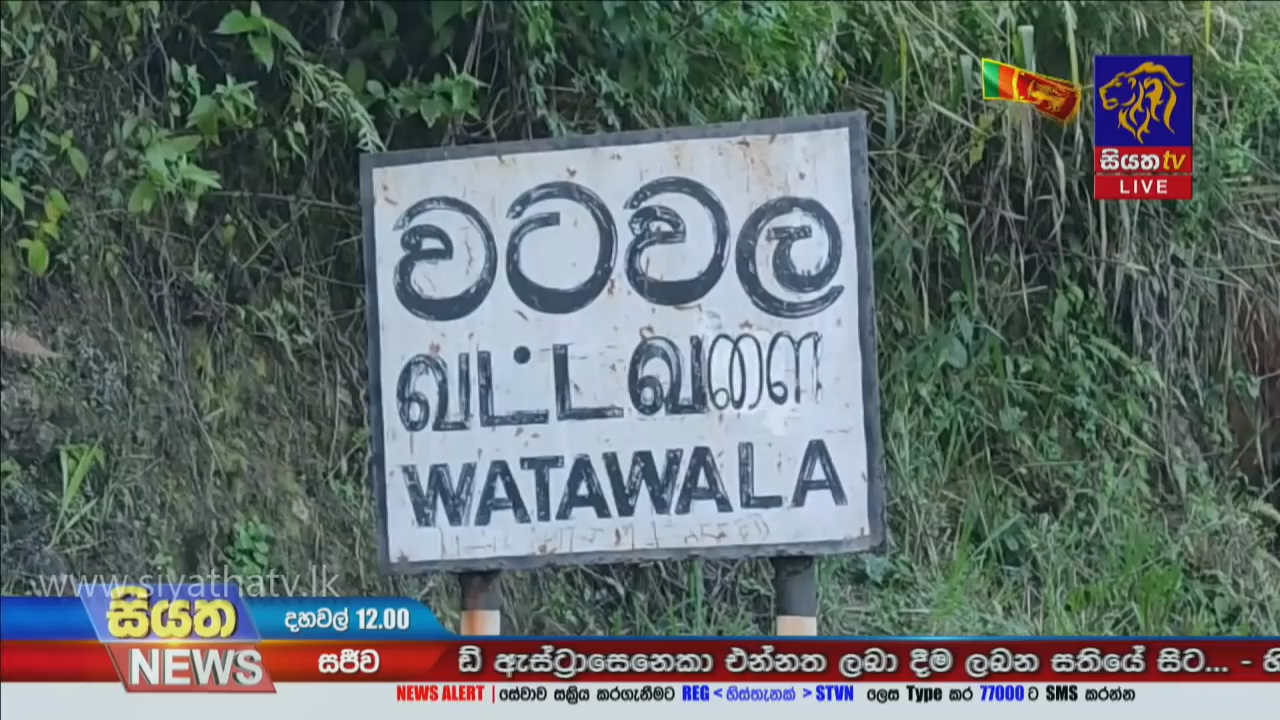 සියත tv
LIVE
වටවල
வட்டவளை
WATAWALA
www.siyathatv.lk
සියත
NEWS
දහවල් 12.00
සජීව
ඩ් ඇස්ට්‍රාසෙනෙකා එන්නත ලබා දීම ලබන සතියේ සිට... - හි
NEWS ALERT | සේවාව සක්‍රිය කරගැනීමට REG < හිස්තැනක් > STVN ලෙස Type කර 77000 ට SMS කරන්න